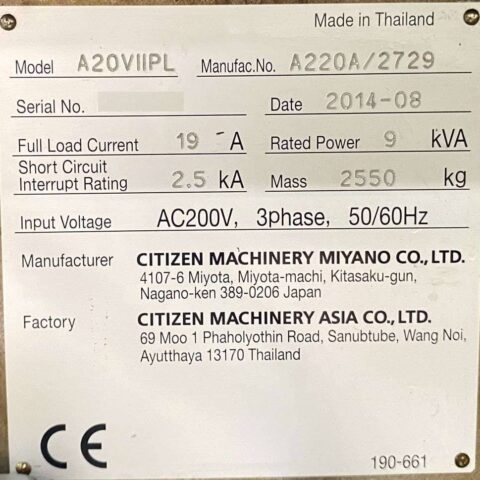 Made in Thailand
Model A20VIIPL Manufac.No. A220A/2729
Serial No. Date 2014-08
Full Load Current 19 A Rated Power 9 kVA
Short Circuit
Interrupt Rating 2.5 kA Mass 2550 kg
Input Voltage AC200V, 3phase, 50/60Hz
Manufacturer CITIZEN MACHINERY MIYANO CO., LTD.
4107-6 Miyota, Miyota-machi, Kitasaku-gun,
Nagano-ken 389-0206 Japan
Factory CITIZEN MACHINERY ASIA CO., LTD.
69 Moo 1 Phaholyothin Road, Sanubtube, Wang Noi,
Ayutthaya 13170 Thailand
CE
190-661